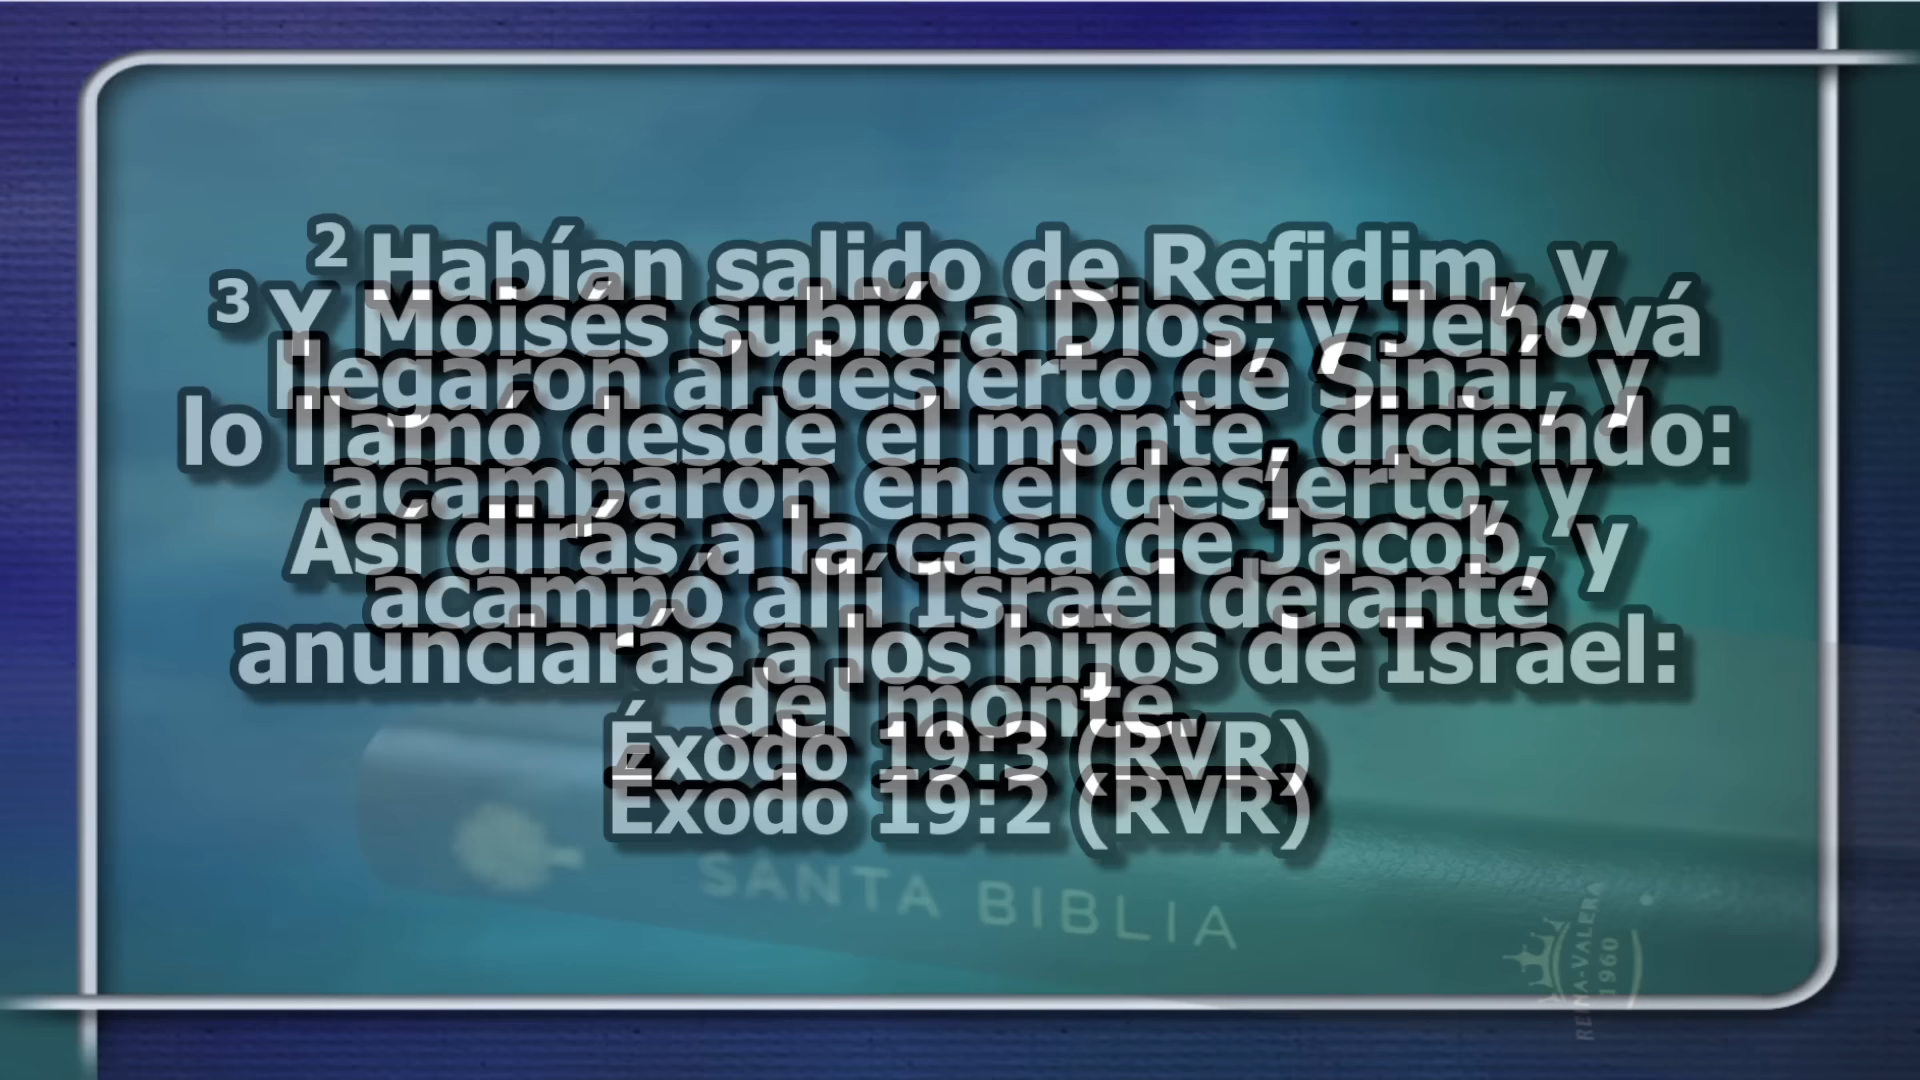 2 Habían salido de Refidim, y
llegaron al desierto de Sinaí, y
acamparon en el desierto; y
acampó allí Israel delante
del monte.
Éxodo 19:2 (RVR)
3 Y Moisés subió a Dios; y Jehová
lo llamó desde el monte, diciendo:
Así dirás a la casa de Jacob, y
anunciarás a los hijos de Israel:
Éxodo 19:3 (RVR)
SANTA BIBLIA
REINA-VALERA
1960